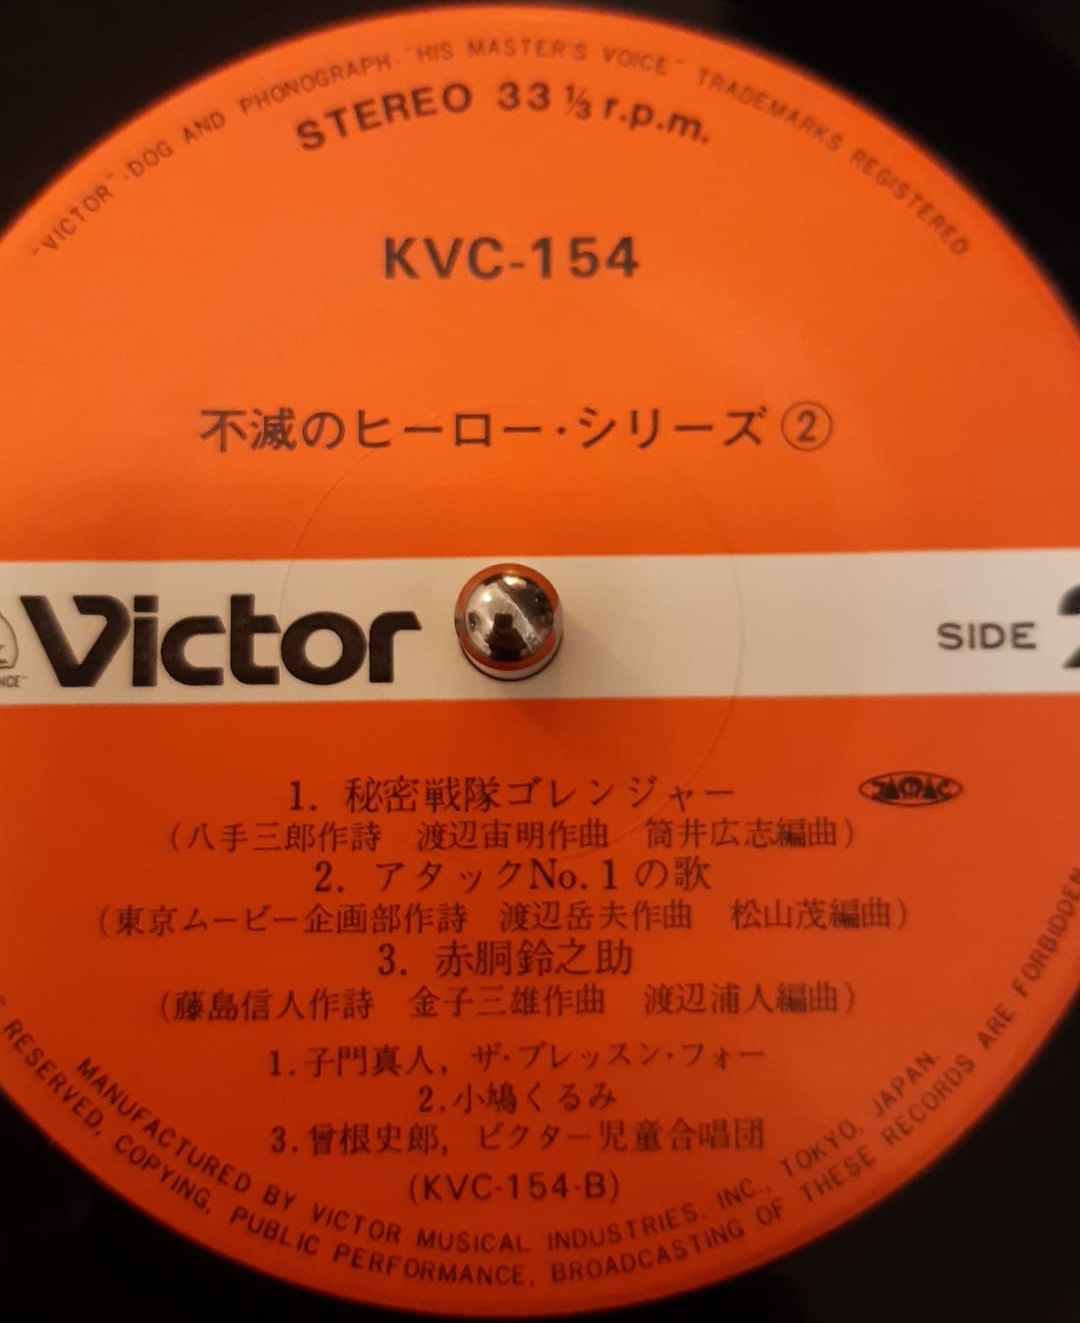 "VICTOR"-DOG AND PHONOGRAPH-"HIS MASTER'S VOICE" TRADEMARKS REGISTERED.
STEREO 33 ⅓ r.p.m.
KVC-154
不滅のヒーロー・シリーズ②
Victor
SIDE 2
1. 秘密戦隊ゴレンジャー
JASRAC
(八手三郎作詩 渡辺宙明作曲 筒井広志編曲)
2. アタックNo.1の歌
(東京ムービー企画部作詩 渡辺岳夫作曲 松山茂編曲)
3. 赤胴鈴之助
(藤島信人作詩 金子三雄作曲 渡辺浦人編曲)
1.子門真人, ザ・ブレッスン・フォー
2.小鳩くるみ
3.曾根史郎, ビクター児童合唱団
(KVC-154-B)
MANUFACTURED BY VICTOR MUSICAL INDUSTRIES, INC., TOKYO, JAPAN.
RESERVED, COPYING, PUBLIC PERFORMANCE, BROADCASTING OF THESE RECORDS ARE FORBIDDEN